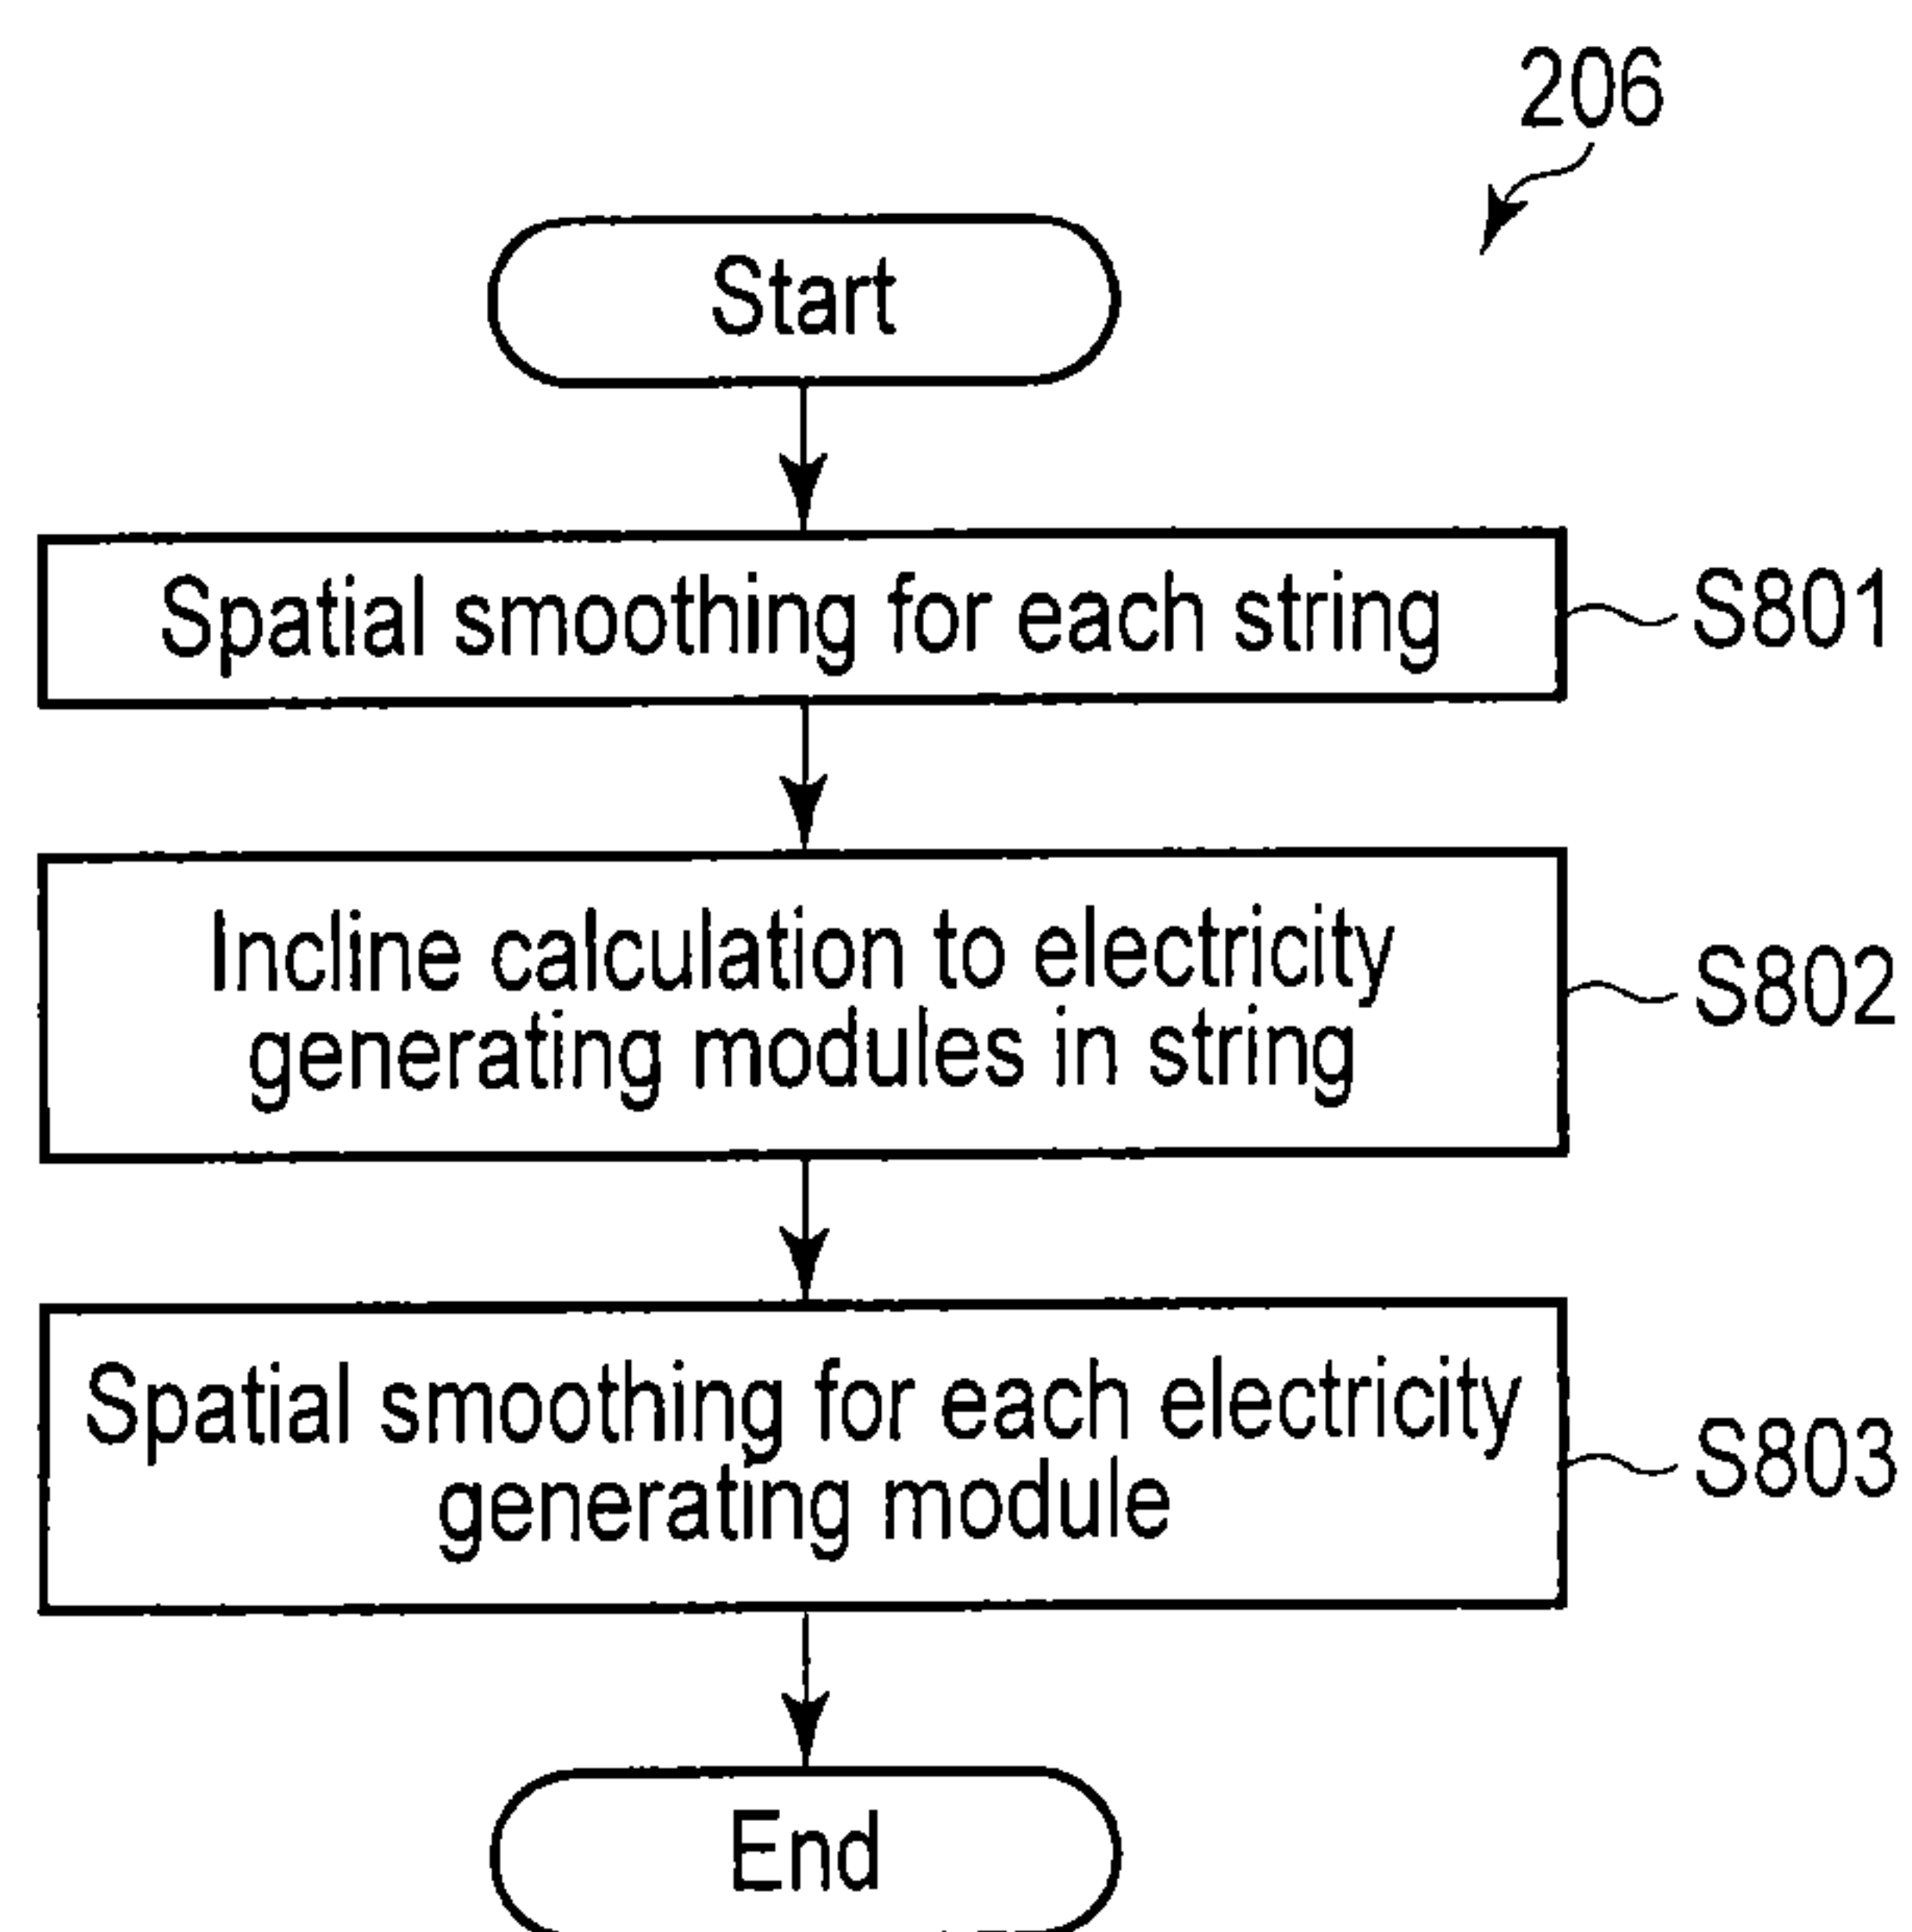 206
Start
Spatial smoothing for each string
S801
Incline calculation to electricity
generating modules in string
S802
Spatial smoothing for each electricity
generating module
S803
End